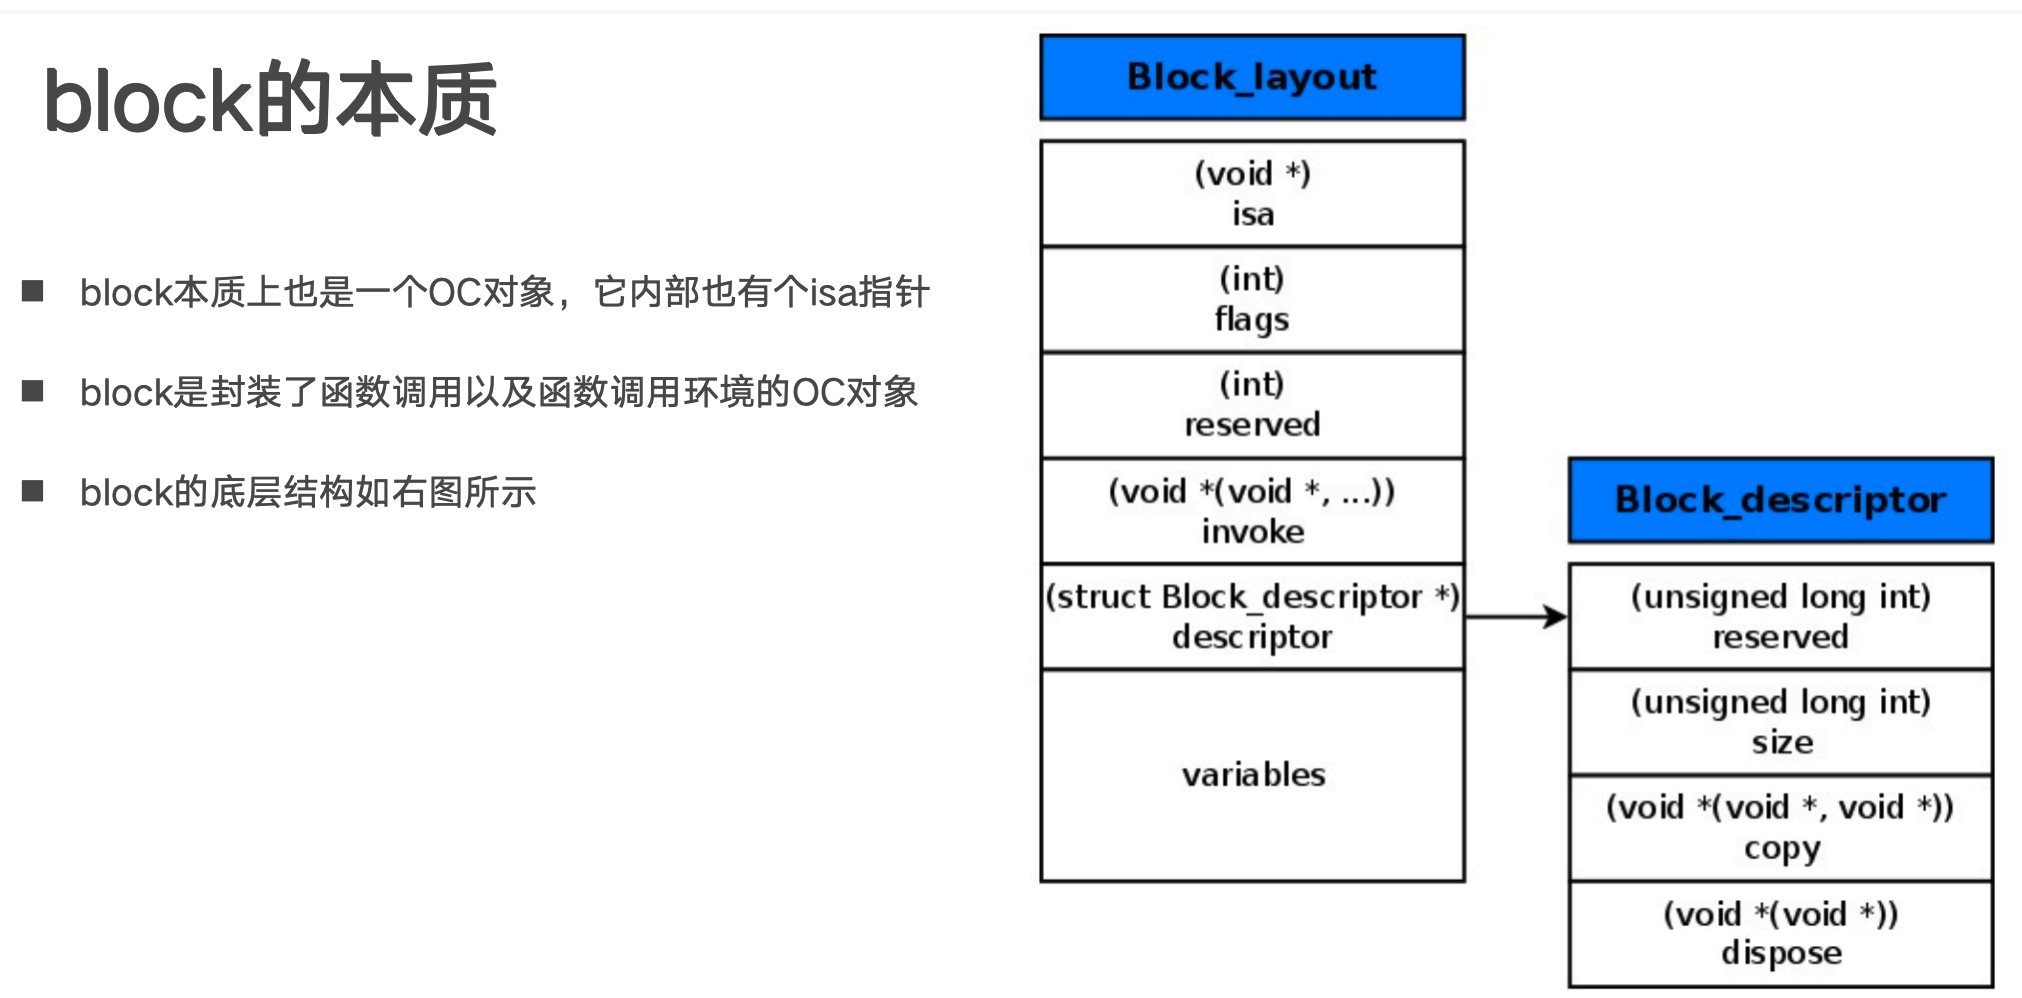 block的本质
block本质上也是一个OC对象，它内部也有个isa指针
block是封装了函数调用以及函数调用环境的OC对象
block的底层结构如右图所示
Block_layout
(void *)
isa
(int)
flags
(int)
reserved
(void *(void *, ...))
invoke
(struct Block_descriptor *)
descriptor
variables
Block_descriptor
(unsigned long int)
reserved
(unsigned long int)
size
(void *(void *, void *))
copy
(void *(void *))
dispose